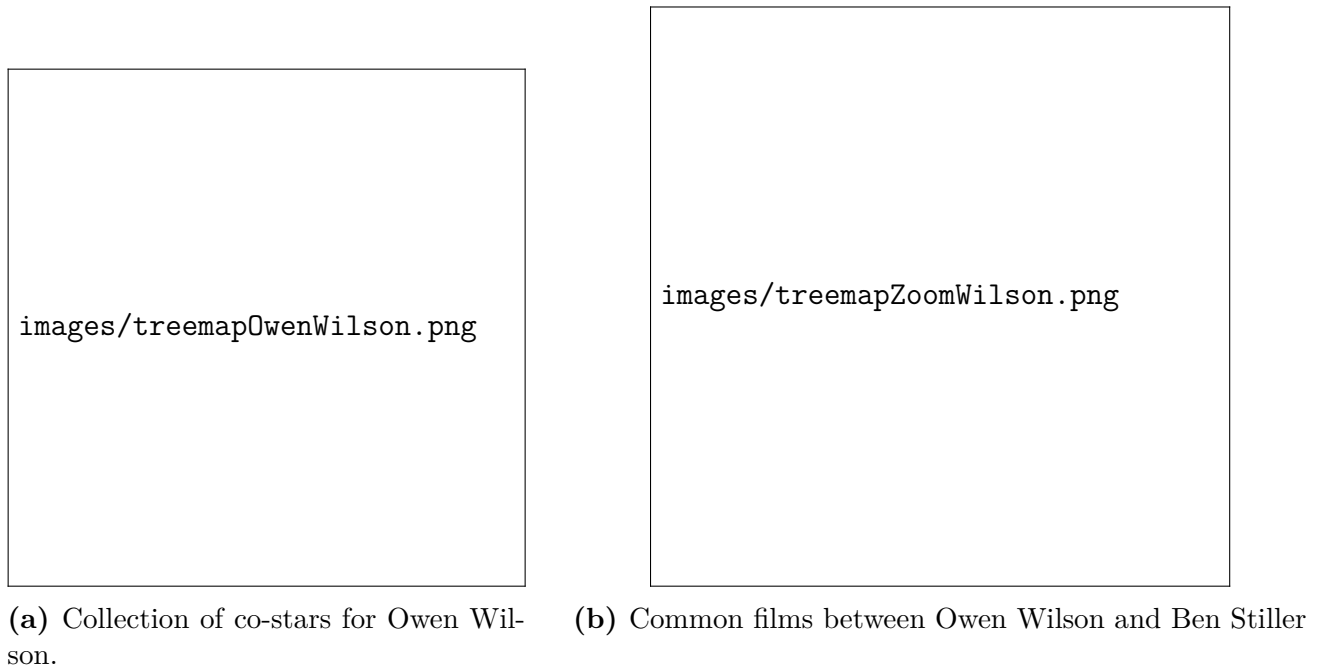 images/treemapOwenWilson.png
images/treemapZoomWilson.png
(a) Collection of co-stars for Owen Wil-
son.
(b) Common films between Owen Wilson and Ben Stiller